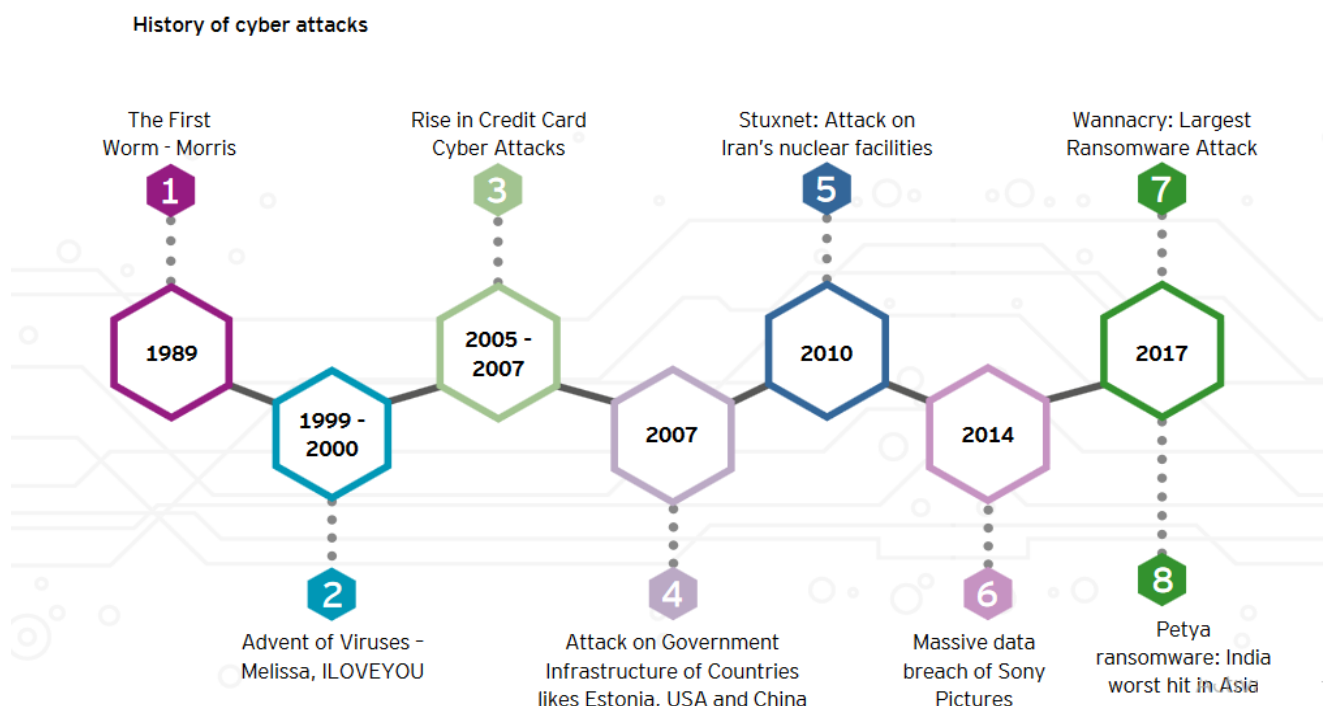 History of cyber attacks
The First
Worm - Morris
1
1989
1999 -
2000
2
Advent of Viruses –
Melissa, ILOVEYOU
Rise in Credit Card
Cyber Attacks
3
2005 -
2007
2007
4
Attack on Government
Infrastructure of Countries
likes Estonia, USA and China
Stuxnet: Attack on
Iran's nuclear facilities
5
2010
2014
6
Massive data
breach of Sony
Pictures
Wannacry: Largest
Ransomware Attack
7
2017
8
Petya
ransomware: India
worst hit in Asia